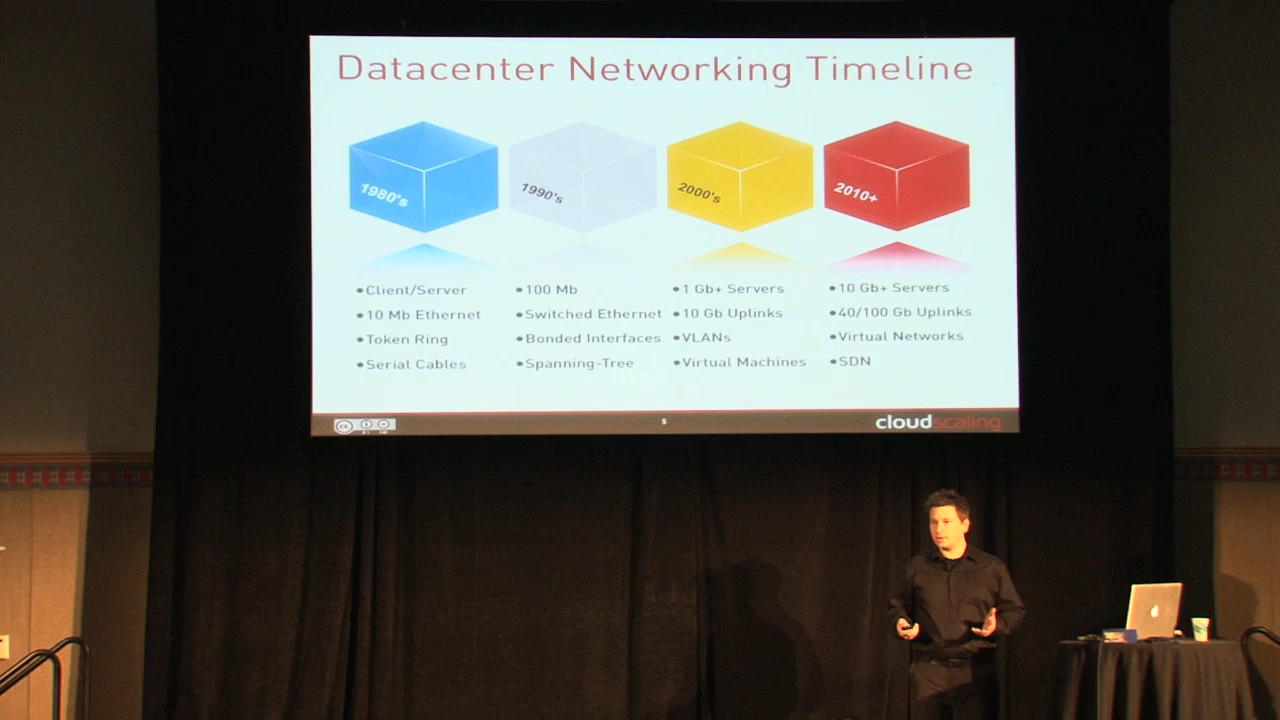 Datacenter Networking Timeline
1980's
1990's
2000's
2010+
•Client/Server
•10 Mb Ethernet
•Token Ring
•Serial Cables
•100 Mb
•Switched Ethernet
•Bonded Interfaces
•Spanning-Tree
•1 Gb+ Servers
•10 Gb Uplinks
•VLANs
•Virtual Machines
•10 Gb+ Servers
•40/100 Gb Uplinks
•Virtual Networks
•SDN
cc
5
cloudscaling